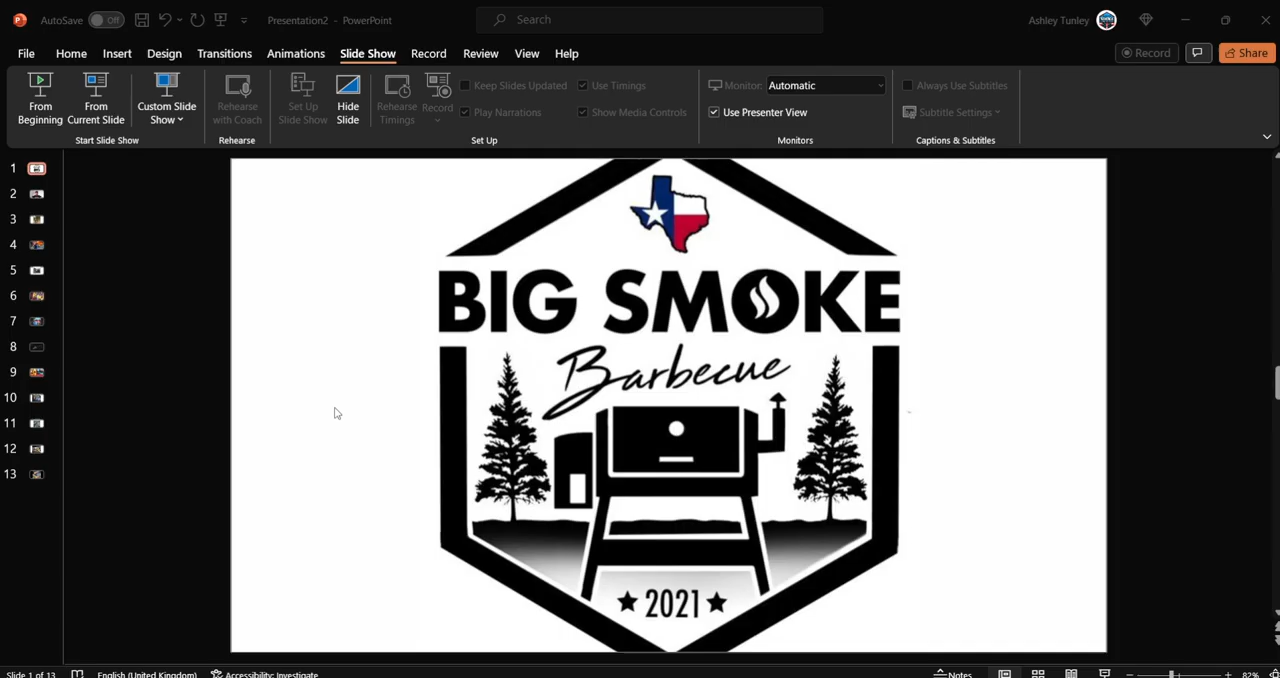 AutoSave Off Presentation2 - PowerPoint Search Ashley Tunley
File Home Insert Design Transitions Animations Slide Show Record Review View Help Record Share
From Beginning
From Current Slide
Custom Slide Show
Start Slide Show
Rehearse with Coach
Rehearse
Set Up Slide Show
Hide Slide
Rehearse Timings
Record
Keep Slides Updated
Play Narrations
Use Timings
Show Media Controls
Set Up
Monitor: Automatic
Use Presenter View
Monitors
Always Use Subtitles
Subtitle Settings
Captions & Subtitles
1
2
3
4
5
6
7
8
9
10
11
12
13
BIG SMOKE
Barbecue
2021
Slide 1 of 13 English (United Kingdom) Accessibility: Investigate Notes 82%